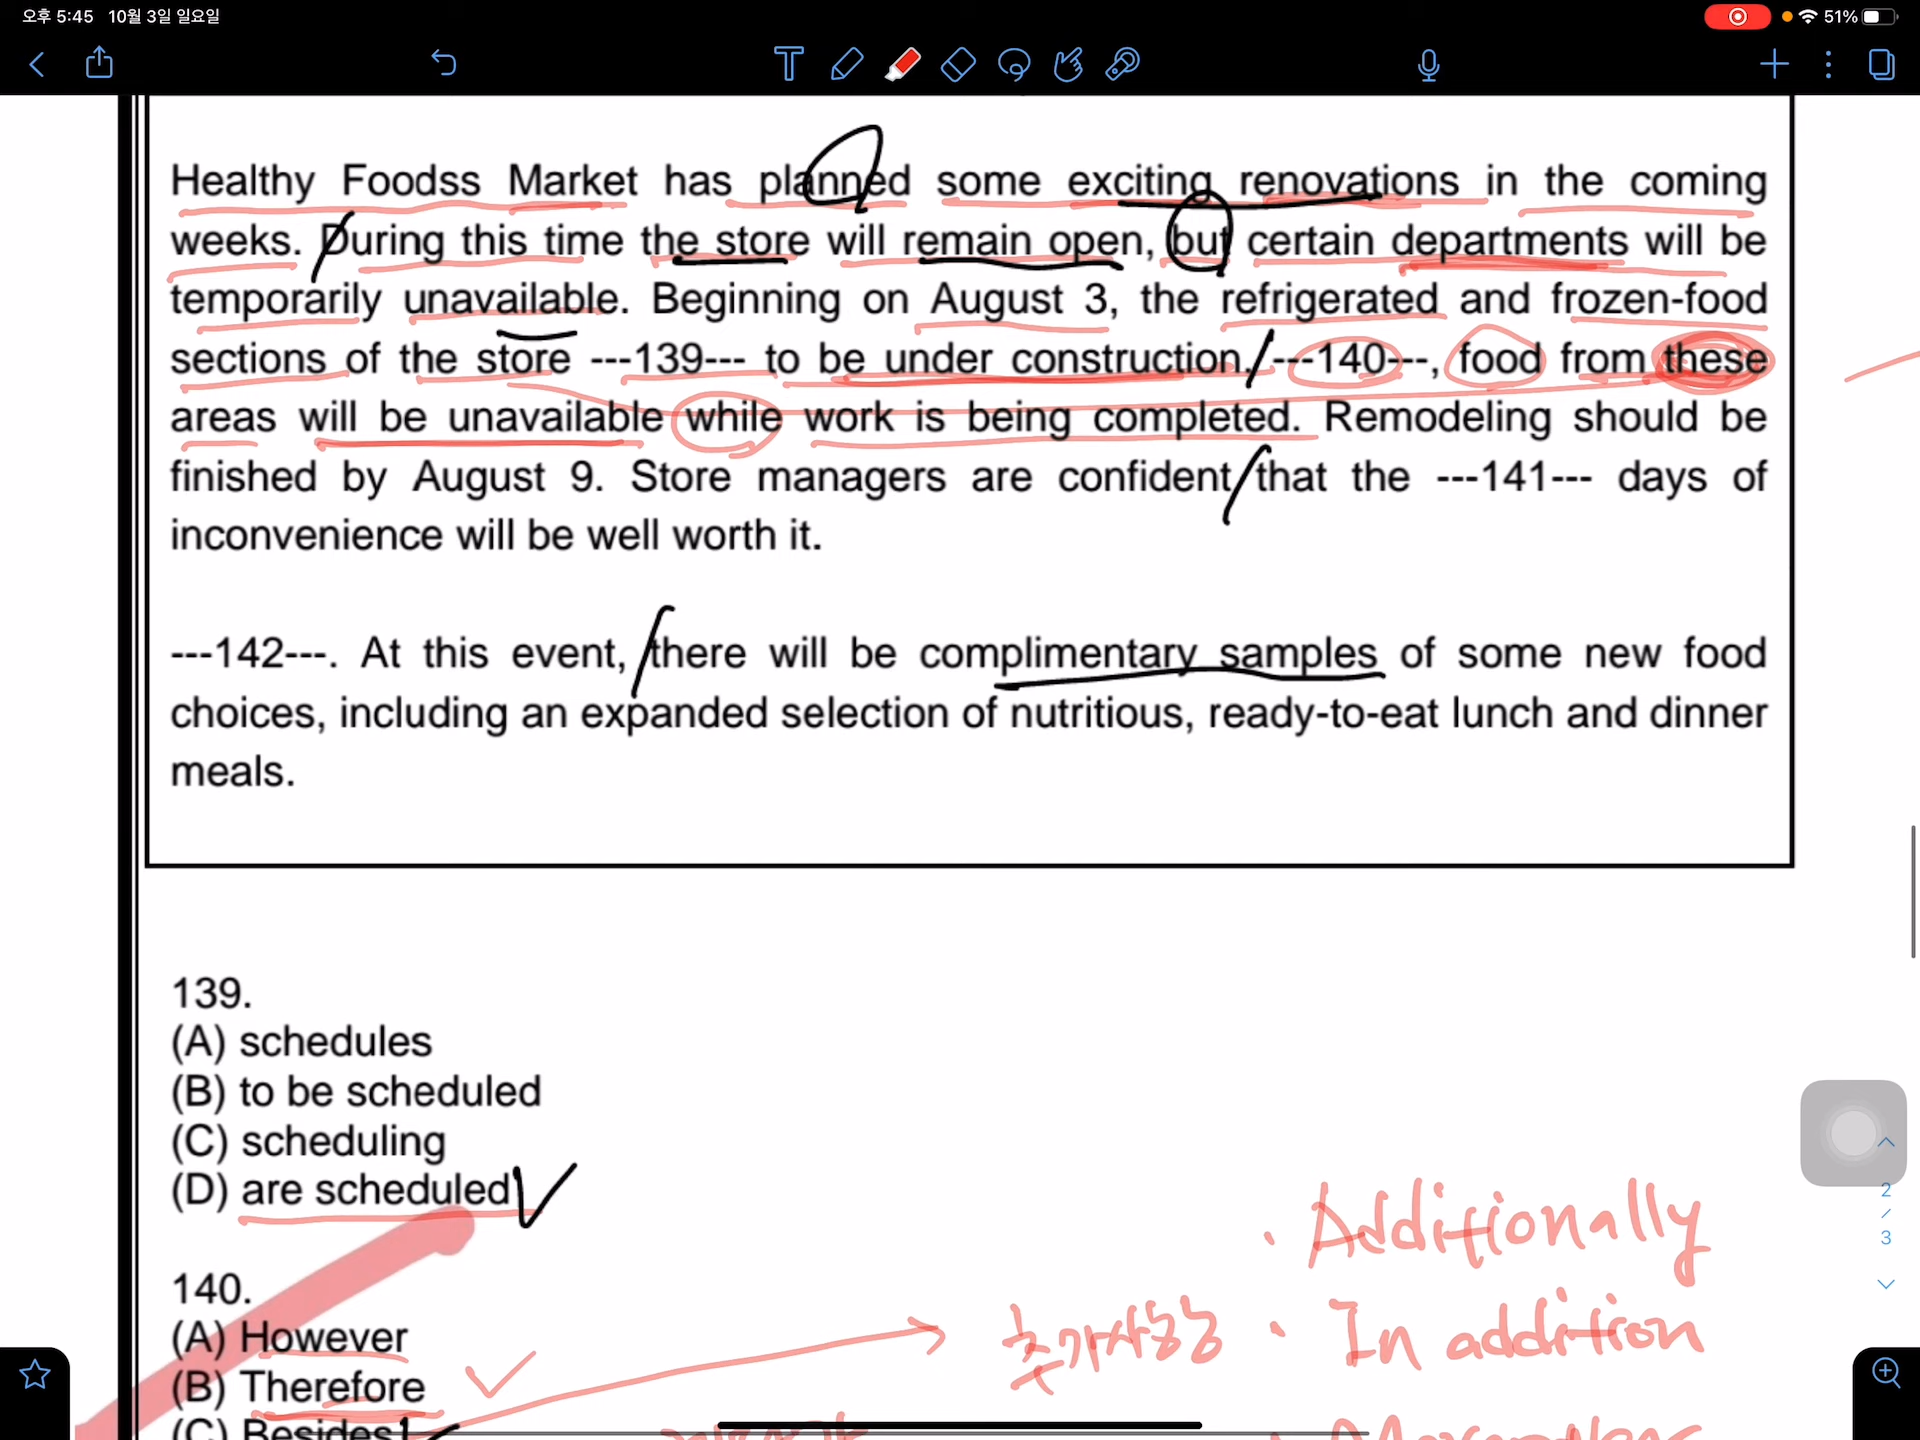 오후 5:45 10월 3일 일요일
51%
Healthy Foodss Market has planned some exciting renovations in the coming
weeks. During this time the store will remain open, but certain departments will be
temporarily unavailable. Beginning on August 3, the refrigerated and frozen-food
sections of the store ---139--- to be under construction. ---140---, food from these
areas will be unavailable while work is being completed. Remodeling should be
finished by August 9. Store managers are confident that the ---141--- days of
inconvenience will be well worth it.
---142---. At this event, there will be complimentary samples of some new food
choices, including an expanded selection of nutritious, ready-to-eat lunch and dinner
meals.
139.
(A) schedules
(B) to be scheduled
(C) scheduling
(D) are scheduled
140.
(A) However
(B) Therefore
(C) Besides
· Additionally
추가사항 · In addition
2
/
3